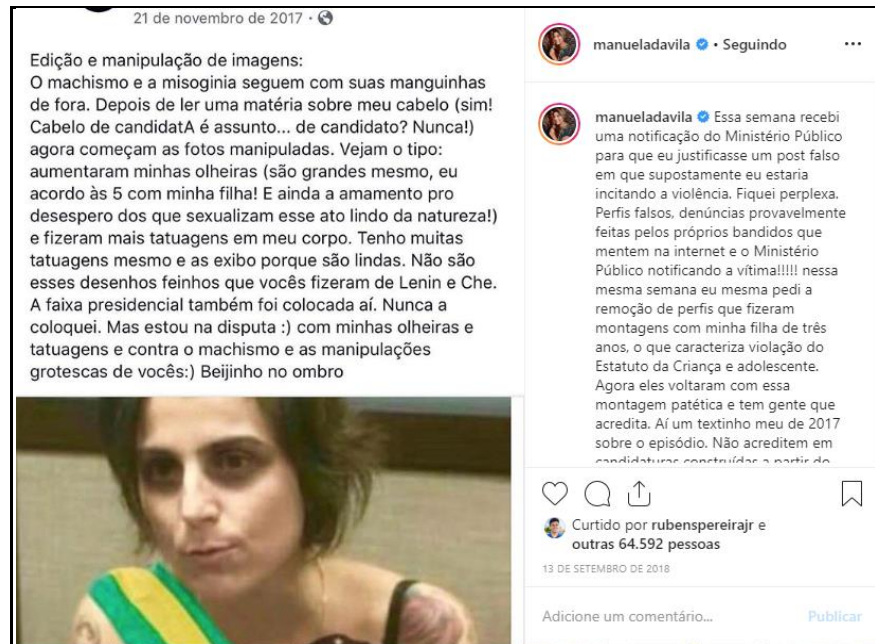 21 de novembro de 2017 ·
Edição e manipulação de imagens:
O machismo e a misoginia seguem com suas manguinhas
de fora. Depois de ler uma matéria sobre meu cabelo (sim!
Cabelo de candidatA é assunto... de candidato? Nunca!)
agora começam as fotos manipuladas. Vejam o tipo:
aumentaram minhas olheiras (são grandes mesmo, eu
acordo às 5 com minha filha! E ainda a amamento pro
desespero dos que sexualizam esse ato lindo da natureza!)
e fizeram mais tatuagens em meu corpo. Tenho muitas
tatuagens mesmo e as exibo porque são lindas. Não são
esses desenhos feinhos que vocês fizeram de Lenin e Che.
A faixa presidencial também foi colocada aí. Nunca a
coloquei. Mas estou na disputa :) com minhas olheiras e
tatuagens e contra o machismo e as manipulações
grotescas de vocês:) Beijinho no ombro
manueladavila • Seguindo
manueladavila Essa semana recebi
uma notificação do Ministério Público
para que eu justificasse um post falso
em que supostamente eu estaria
incitando a violência. Fiquei perplexa.
Perfis falsos, denúncias provavelmente
feitas pelos próprios bandidos que
mentem na internet e o Ministério
Público notificando a vítima!!!!! nessa
mesma semana eu mesma pedi a
remoção de perfis que fizeram
montagens com minha filha de três
anos, o que caracteriza violação do
Estatuto da Criança e adolescente.
Agora eles voltaram com essa
montagem patética e tem gente que
acredita. Aí um textinho meu de 2017
sobre o episódio. Não acreditem em
candidaturas construídas a partir do
Curtido por rubenspereirajr e
outras 64.592 pessoas
13 DE SETEMBRO DE 2018
Adicione um comentário... Publicar